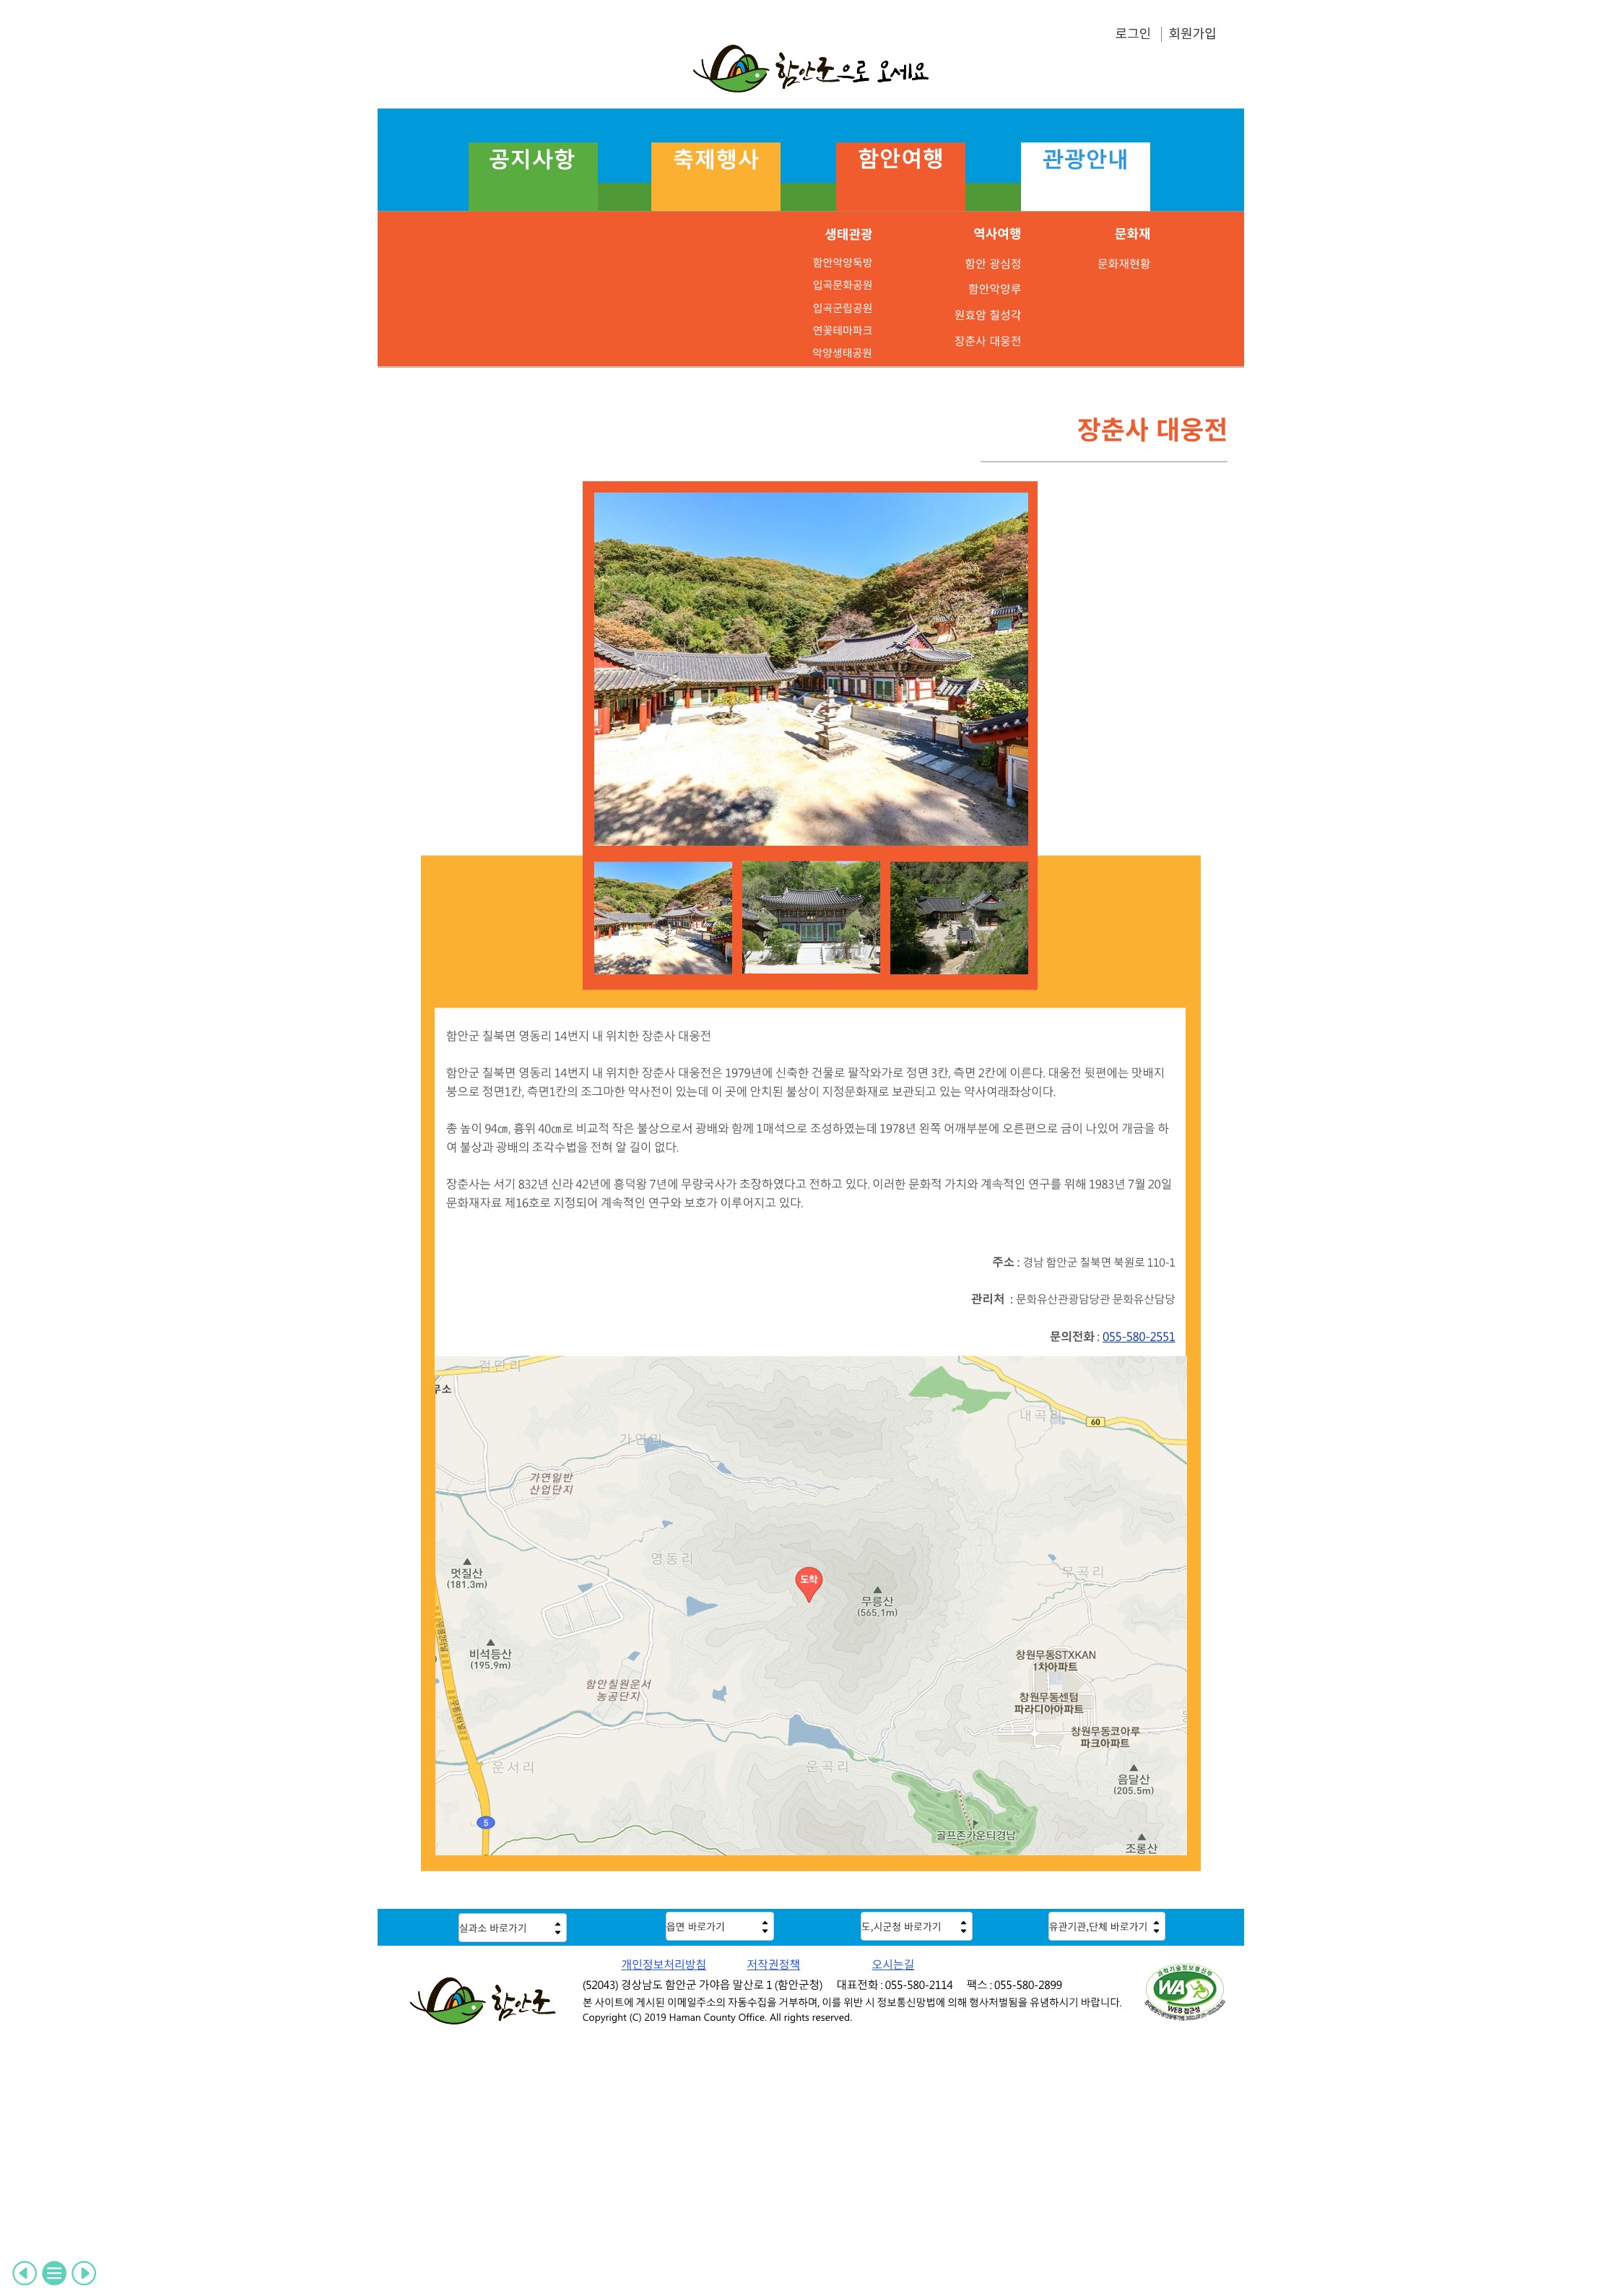 로그인 | 회원가입
함안군으로 오세요
공지사항 축제행사 함안여행 관광안내
생태관광 역사여행 문화재
함안악양둑방 함안 광심정 문화재현황
입곡문화공원 함안악양루
입곡군립공원 원효암 칠성각
연꽃테마파크 장춘사 대웅전
악양생태공원
장춘사 대웅전
함안군 칠북면 영동리 14번지 내 위치한 장춘사 대웅전
함안군 칠북면 영동리 14번지 내 위치한 장춘사 대웅전은 1979년에 신축한 건물로 팔작와가로 정면 3칸, 측면 2칸에 이른다. 대웅전 뒷편에는 맛배지
붕으로 정면1칸, 측면1칸의 조그마한 약사전이 있는데 이 곳에 안치된 불상이 지정문화재로 보관되고 있는 약사여래좌상이다.
총 높이 94㎝, 흉위 40㎝로 비교적 작은 불상으로서 광배와 함께 1매석으로 조성하였는데 1978년 왼쪽 어깨부분에 오른편으로 금이 나있어 개금을 하
여 불상과 광배의 조각수법을 전혀 알 길이 없다.
장춘사는 서기 832년 신라 42년에 흥덕왕 7년에 무량국사가 초장하였다고 전하고 있다. 이러한 문화적 가치와 계속적인 연구를 위해 1983년 7월 20일
문화재자료 제16호로 지정되어 계속적인 연구와 보호가 이루어지고 있다.
주소 : 경남 함안군 칠북면 북원로 110-1
관리처 : 문화유산관광담당관 문화유산담당
문의전화 : 055-580-2551
검단리
무소
내곡리
60
가연리
가연일반
산업단지
영동리
멋질산
(181.3m)
도착
무릉산
(565.1m)
무곡리
무릉2터널
비석등산
(195.9m)
창원무동STXKAN
1차아파트
함안칠원운서
농공단지
창원무동센텀
파라디아아파트
무릉1터널
창원무동코아루
파크아파트
운서리
운곡리
음달산
(205.5m)
5
골프존카운티경남
조롱산
실과소 바로가기 읍면 바로가기 도,시군청 바로가기 유관기관,단체 바로가기
개인정보처리방침 저작권정책 오시는길
함안군
(52043) 경상남도 함안군 가야읍 말산로 1 (함안군청) 대표전화 : 055-580-2114 팩스 : 055-580-2899
본 사이트에 게시된 이메일주소의 자동수집을 거부하며, 이를 위반 시 정보통신망법에 의해 형사처벌됨을 유념하시기 바랍니다.
Copyright (C) 2019 Haman County Office. All rights reserved.
과학기술정보통신부
WA
WEB 접근성